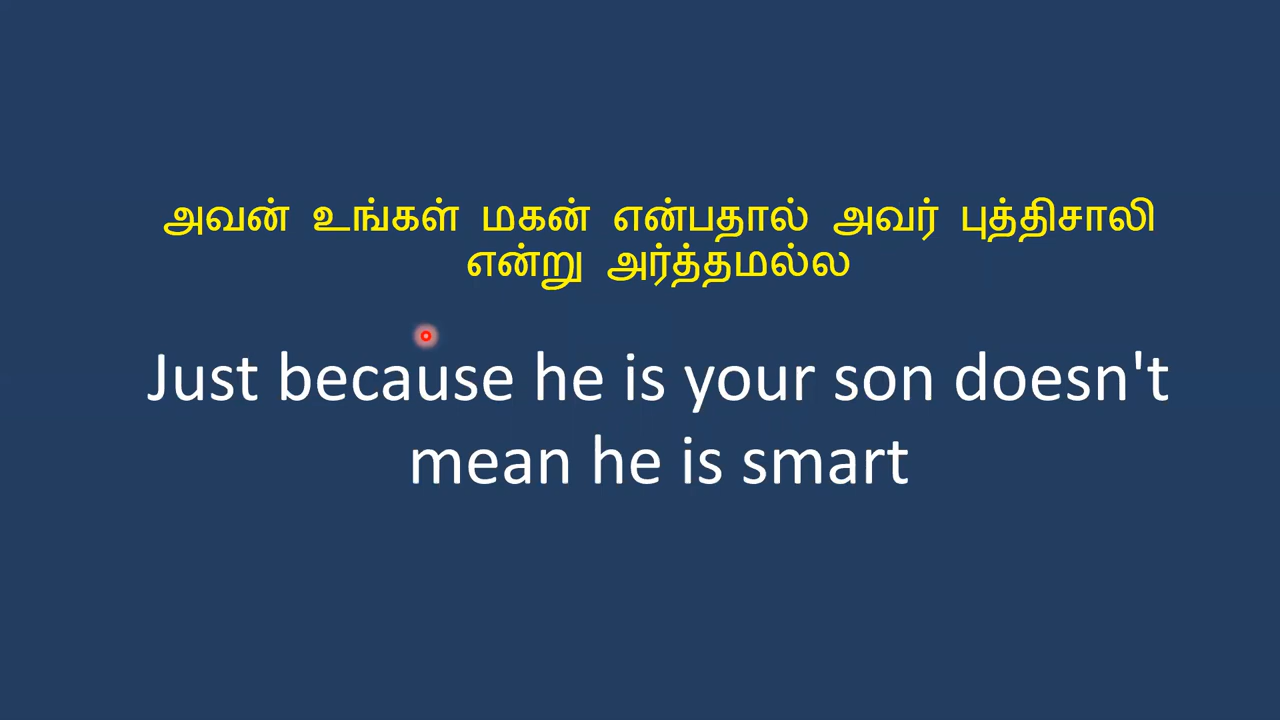 அவன் உங்கள் மகன் என்பதால் அவர் புத்திசாலி
என்று அர்த்தமல்ல
Just because he is your son doesn't
mean he is smart